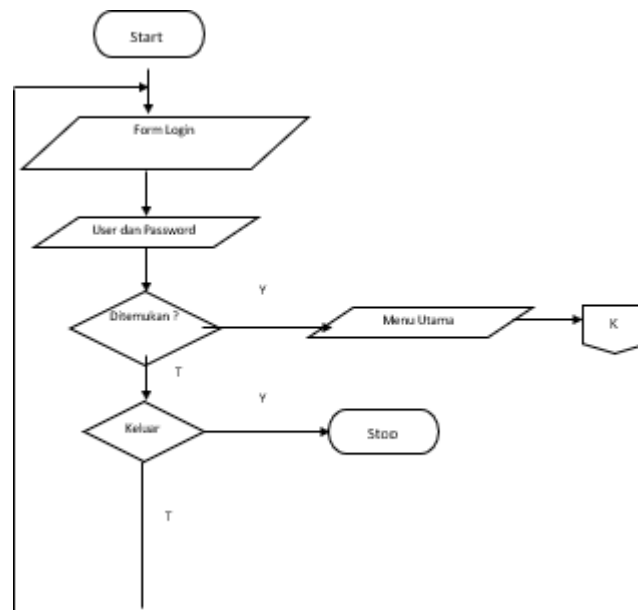 Start
Form Login
User dan Password
Ditemukan ?
Y
Menu Utama
K
T
Keluar
Y
Stop
T